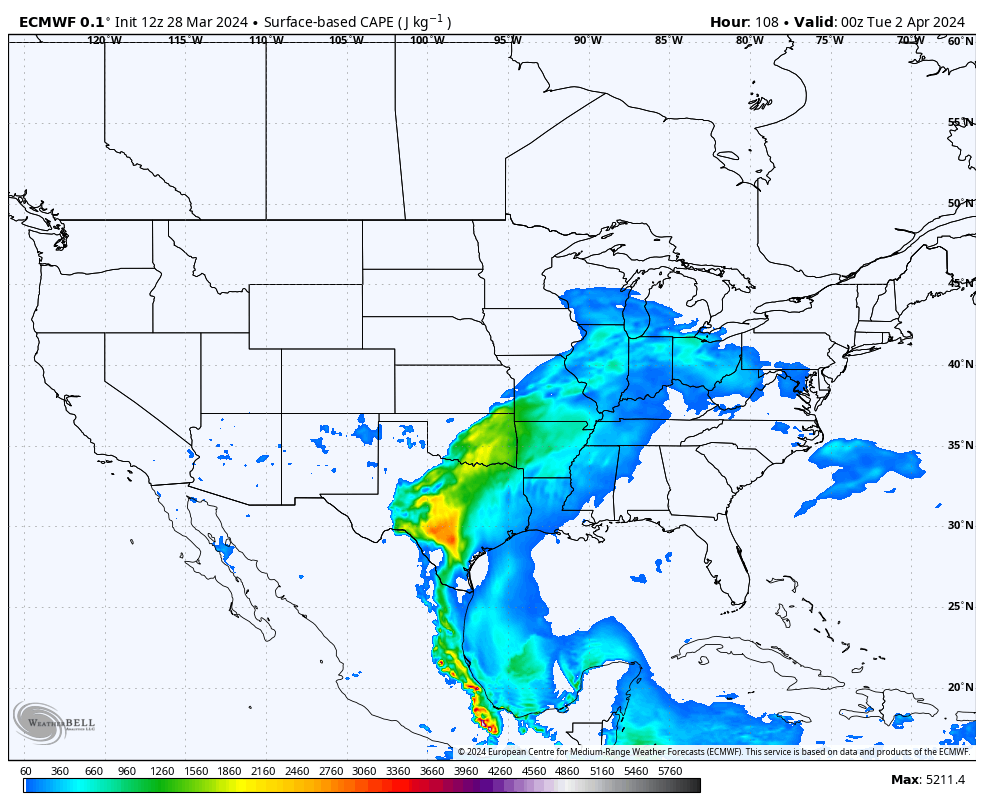 ECMWF 0.1° Init 12z 28 Mar 2024 • Surface-based CAPE (J kg⁻¹)
Hour: 108 • Valid: 00z Tue 2 Apr 2024
120°W 115°W 110°W 105°W 100°W 95°W 90°W 85°W 80°W 75°W 70°W 60°N
55°N
50°N
45°N
40°N
35°N
30°N
25°N
20°N
WEATHERBELL
© 2024 European Centre for Medium-Range Weather Forecasts (ECMWF). This service is based on data and products of the ECMWF.
60 360 660 960 1260 1560 1860 2160 2460 2760 3060 3360 3660 3960 4260 4560 4860 5160 5460 5760
Max: 5211.4